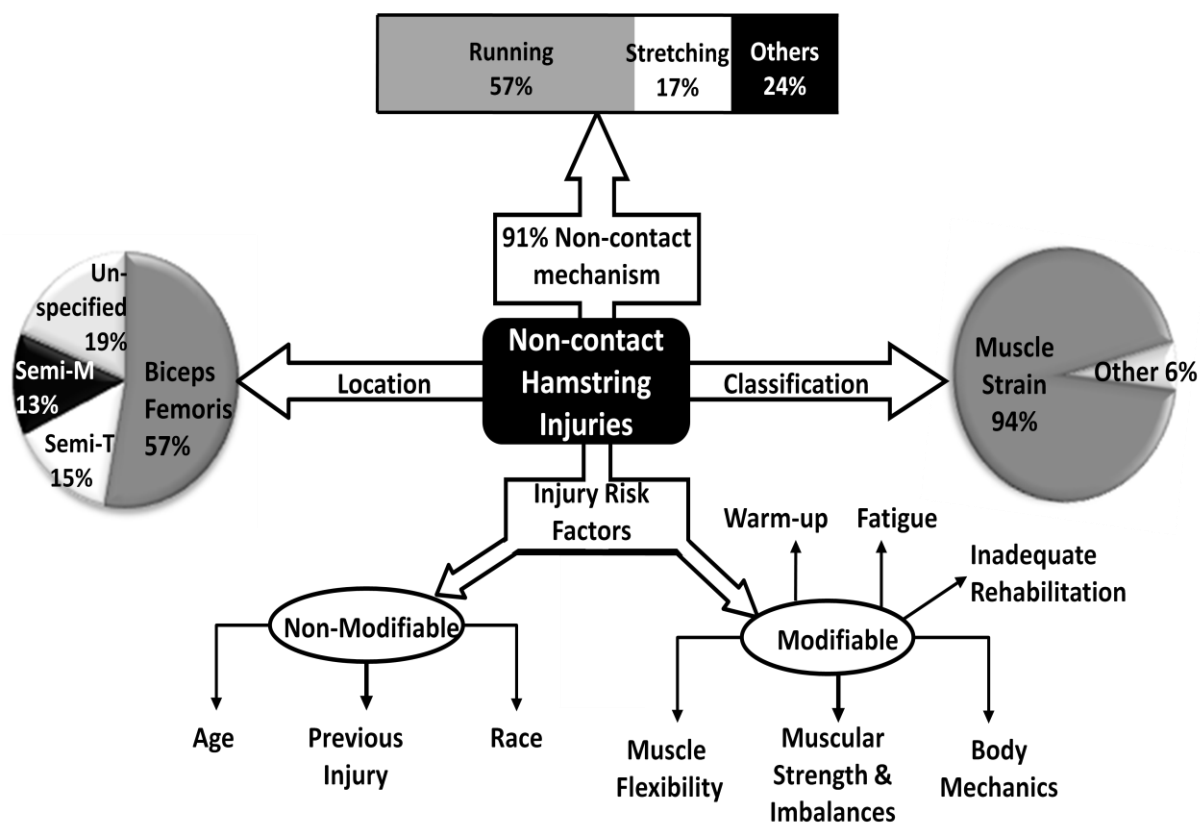 Running
57%
Stretching
17%
Others
24%
91% Non-contact
mechanism
Un-
specified
19%
Semi-M
13%
Semi-T
15%
Biceps
Femoris
57%
Location
Non-contact
Hamstring
Injuries
Classification
Muscle
Strain
94%
Other 6%
Injury Risk
Factors
Non-Modifiable
Age
Previous
Injury
Race
Modifiable
Warm-up
Fatigue
Inadequate
Rehabilitation
Muscle
Flexibility
Muscular
Strength &
Imbalances
Body
Mechanics